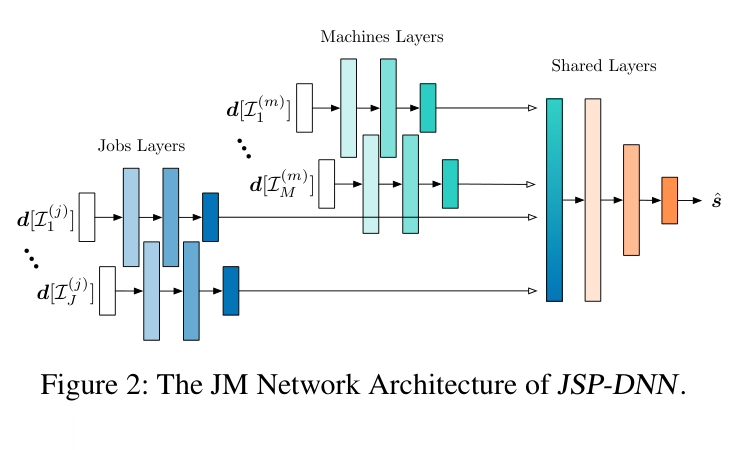 Machines Layers
Shared Layers
d[I_1^{(m)}]
Jobs Layers
d[I_M^{(m)}]
d[I_1^{(j)}]
ŝ
d[I_J^{(j)}]
Figure 2: The JM Network Architecture of JSP-DNN.